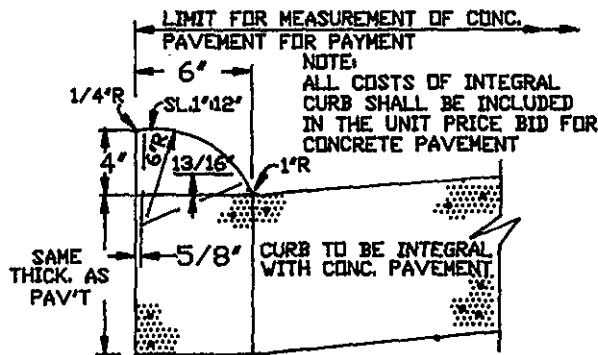 LIMIT FOR MEASUREMENT OF CONC.
PAVEMENT FOR PAYMENT
6"
NOTE:
ALL COSTS OF INTEGRAL
CURB SHALL BE INCLUDED
IN THE UNIT PRICE BID FOR
CONCRETE PAVEMENT
1/4"R
SL.1":12"
6"R
4"
13/16"
1"R
5/8"
SAME
THICK. AS
PAV'T
CURB TO BE INTEGRAL
WITH CONC. PAVEMENT